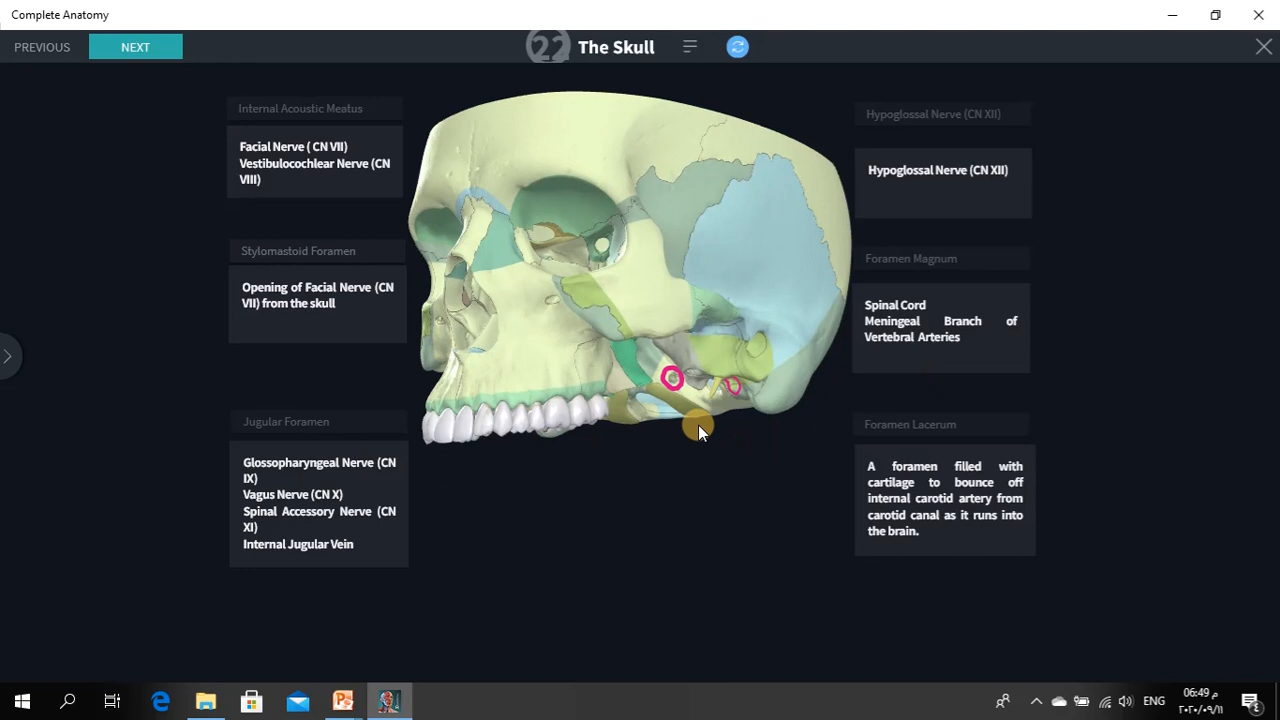 Complete Anatomy
PREVIOUS
NEXT
22
The Skull
Internal Acoustic Meatus
Facial Nerve ( CN VII)
Vestibulocochlear Nerve (CN
VIII)
Stylomastoid Foramen
Opening of Facial Nerve (CN
VII) from the skull
Jugular Foramen
Glossopharyngeal Nerve (CN
IX)
Vagus Nerve (CN X)
Spinal Accessory Nerve (CN
XI)
Internal Jugular Vein
Hypoglossal Nerve (CN XII)
Hypoglossal Nerve (CN XII)
Foramen Magnum
Spinal Cord
Meningeal Branch of
Vertebral Arteries
Foramen Lacerum
A foramen filled with
cartilage to bounce off
internal carotid artery from
carotid canal as it runs into
the brain.
ENG
06:49 م
٢٠٢٠/٠٩/١١